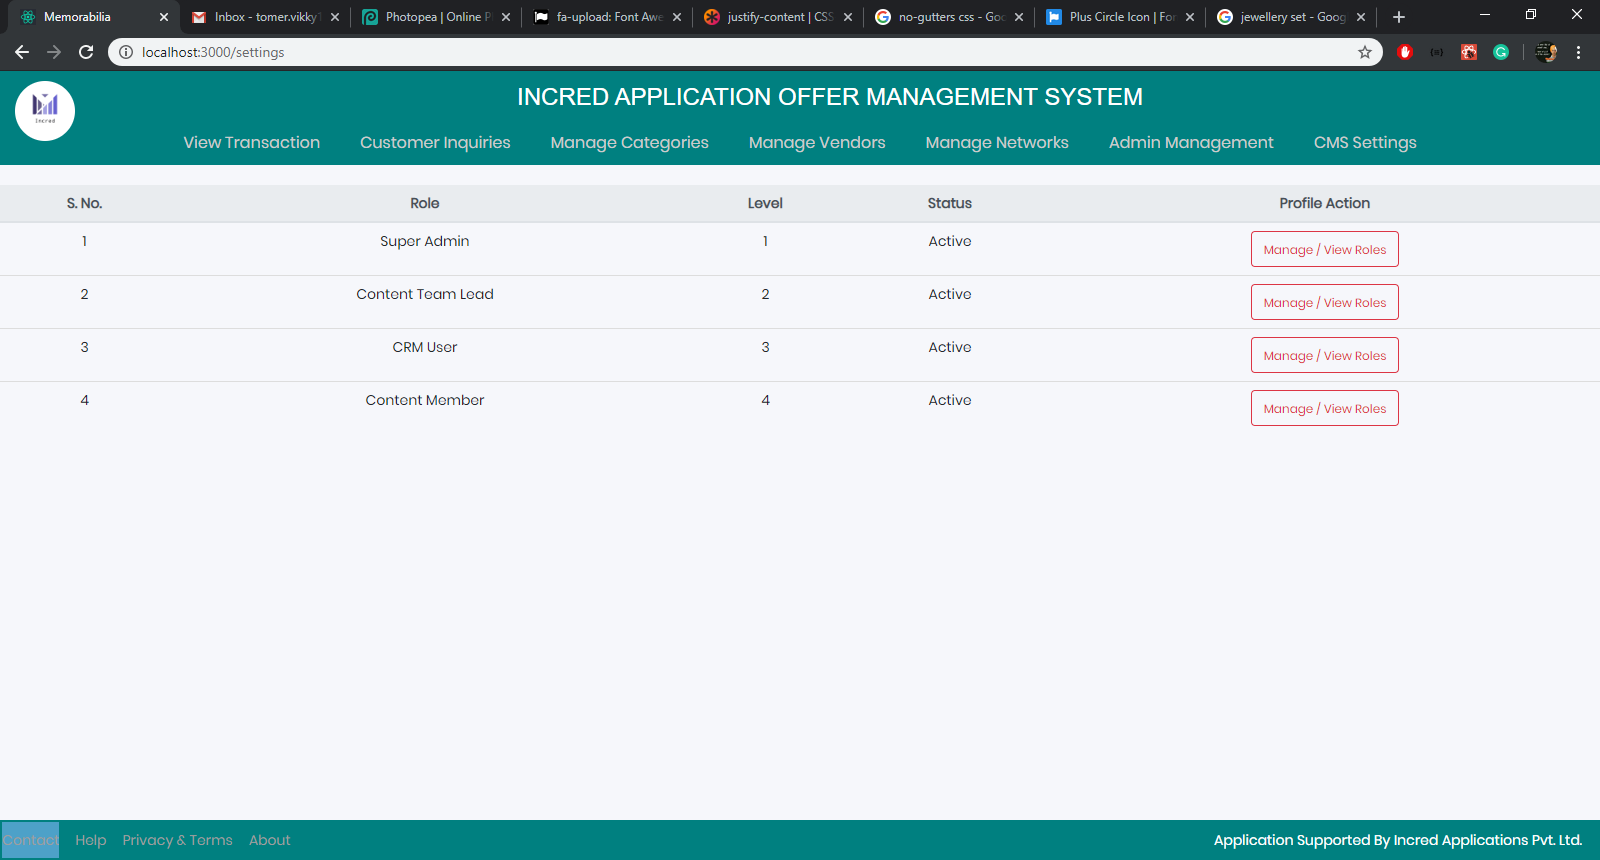 Memorabilia
Inbox - tomer.vikky1
Photopea | Online P
fa-upload: Font Awe
justify-content | CSS
no-gutters css - Goo
Plus Circle Icon | For
jewellery set - Goog
localhost:3000/settings
Incred
INCRED APPLICATION OFFER MANAGEMENT SYSTEM
View Transaction Customer Inquiries Manage Categories Manage Vendors Manage Networks Admin Management CMS Settings
S. No. Role Level Status Profile Action
1 Super Admin 1 Active Manage / View Roles
2 Content Team Lead 2 Active Manage / View Roles
3 CRM User 3 Active Manage / View Roles
4 Content Member 4 Active Manage / View Roles
Contact Help Privacy & Terms About Application Supported By Incred Applications Pvt. Ltd.